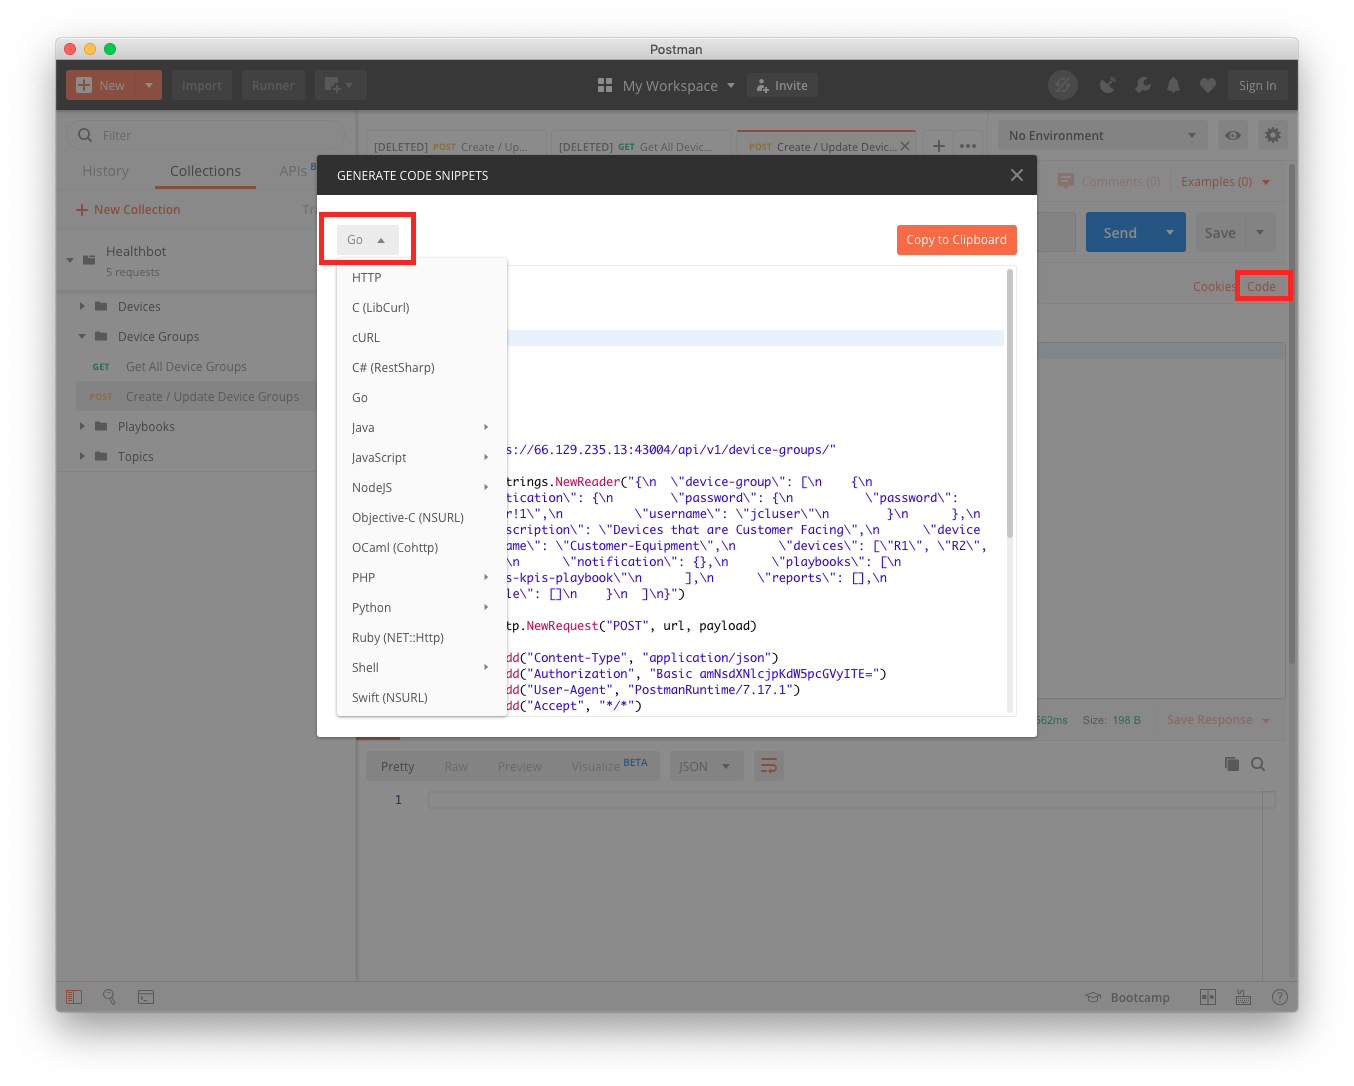 Postman
New
Import
Runner
My Workspace
Invite
Sign In
Filter
History
Collections
APIs
B
New Collection
Tr
Healthbot
5 requests
Devices
Device Groups
GET Get All Device Groups
POST Create / Update Device Groups
Playbooks
Topics
[DELETED] POST Create / Up...
[DELETED] GET Get All Devic...
POST Create / Update Devic...
No Environment
Comments (0)
Examples (0)
Send
Save
Cookies
Code
GENERATE CODE SNIPPETS
Go
Copy to Clipboard
HTTP
C (LibCurl)
cURL
C# (RestSharp)
Go
Java
JavaScript
NodeJS
Objective-C (NSURL)
OCaml (Cohttp)
PHP
Python
Ruby (NET::Http)
Shell
Swift (NSURL)
s://66.129.235.13:43004/api/v1/device-groups/"
trings.NewReader("{\n  \"device-group\": [\n    {\n
tication\": {\n        \"password\": {\n          \"password\":
r!1\",\n          \"username\": \"jcluser\"\n        }\n      },\n
scription\": \"Devices that are Customer Facing\",\n      \"device
ame\": \"Customer-Equipment\",\n      \"devices\": [\"R1\", \"R2\",
\n      \"notification\": {},\n      \"playbooks\": [\n
s-kpis-playbook\"\n      ],\n      \"reports\": [],\n
le\": []\n    }\n  ]\n}")
tp.NewRequest("POST", url, payload)
dd("Content-Type", "application/json")
dd("Authorization", "Basic amNsdXNlcjpKdW5pcGVyITE=")
dd("User-Agent", "PostmanRuntime/7.17.1")
dd("Accept", "*/*")
562ms
Size: 198 B
Save Response
Pretty
Raw
Preview
Visualize BETA
JSON
1
Bootcamp